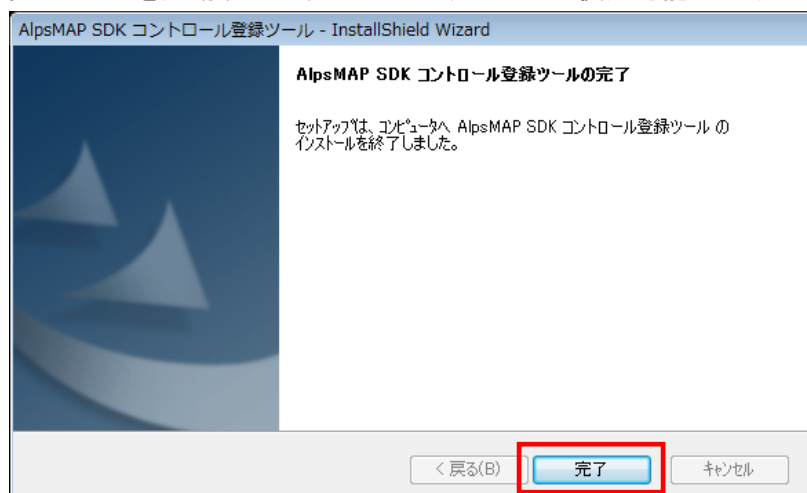 AlpsMAP SDK コントロール登録ツール - InstallShield Wizard
AlpsMAP SDK コントロール登録ツールの完了
セットアップは、コンピュータへ AlpsMAP SDK コントロール登録ツール の
インストールを終了しました。
< 戻る(B)
完了
キャンセル